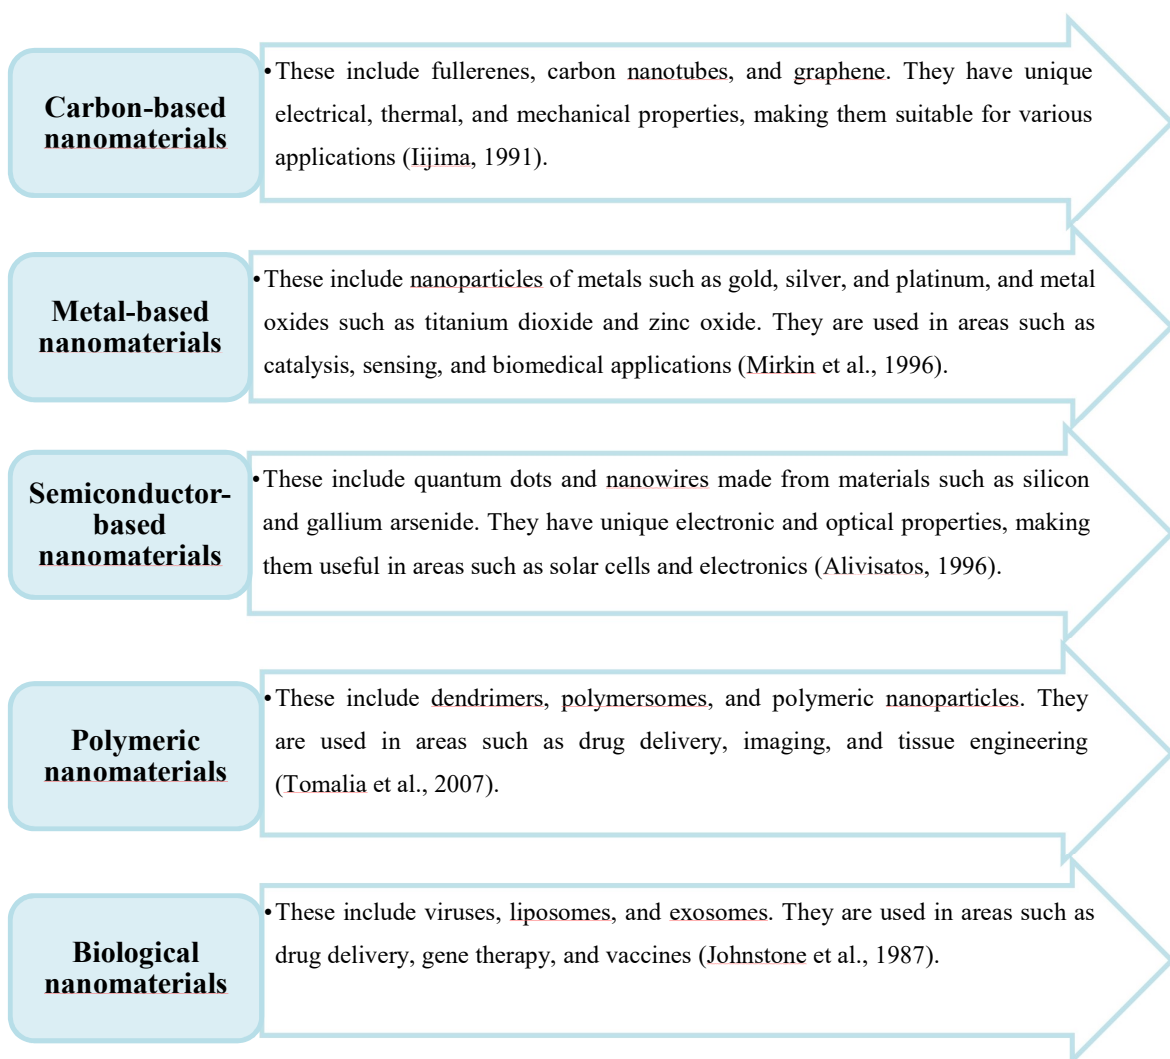 Carbon-based
nanomaterials
•These include fullerenes, carbon nanotubes, and graphene. They have unique
electrical, thermal, and mechanical properties, making them suitable for various
applications (Iijima, 1991).
Metal-based
nanomaterials
•These include nanoparticles of metals such as gold, silver, and platinum, and metal
oxides such as titanium dioxide and zinc oxide. They are used in areas such as
catalysis, sensing, and biomedical applications (Mirkin et al., 1996).
Semiconductor-
based
nanomaterials
•These include quantum dots and nanowires made from materials such as silicon
and gallium arsenide. They have unique electronic and optical properties, making
them useful in areas such as solar cells and electronics (Alivisatos, 1996).
Polymeric
nanomaterials
•These include dendrimers, polymersomes, and polymeric nanoparticles. They
are used in areas such as drug delivery, imaging, and tissue engineering
(Tomalia et al., 2007).
Biological
nanomaterials
•These include viruses, liposomes, and exosomes. They are used in areas such as
drug delivery, gene therapy, and vaccines (Johnstone et al., 1987).